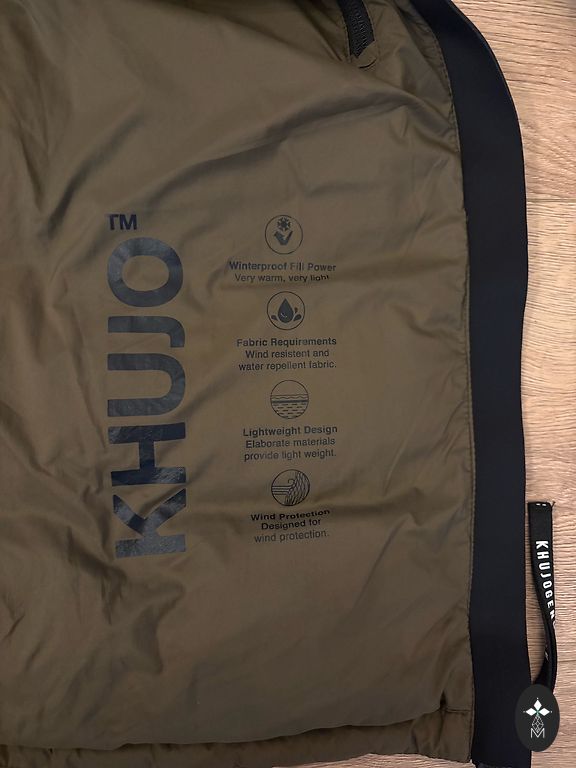 KHUJO™
Winterproof Fill Power
Very warm, very light
Fabric Requirements
Wind resistent and
water repellent fabric.
Lightweight Design
Elaborate materials
provide light weight.
Wind Protection
Designed for
wind protection.
KHUJOGER
M